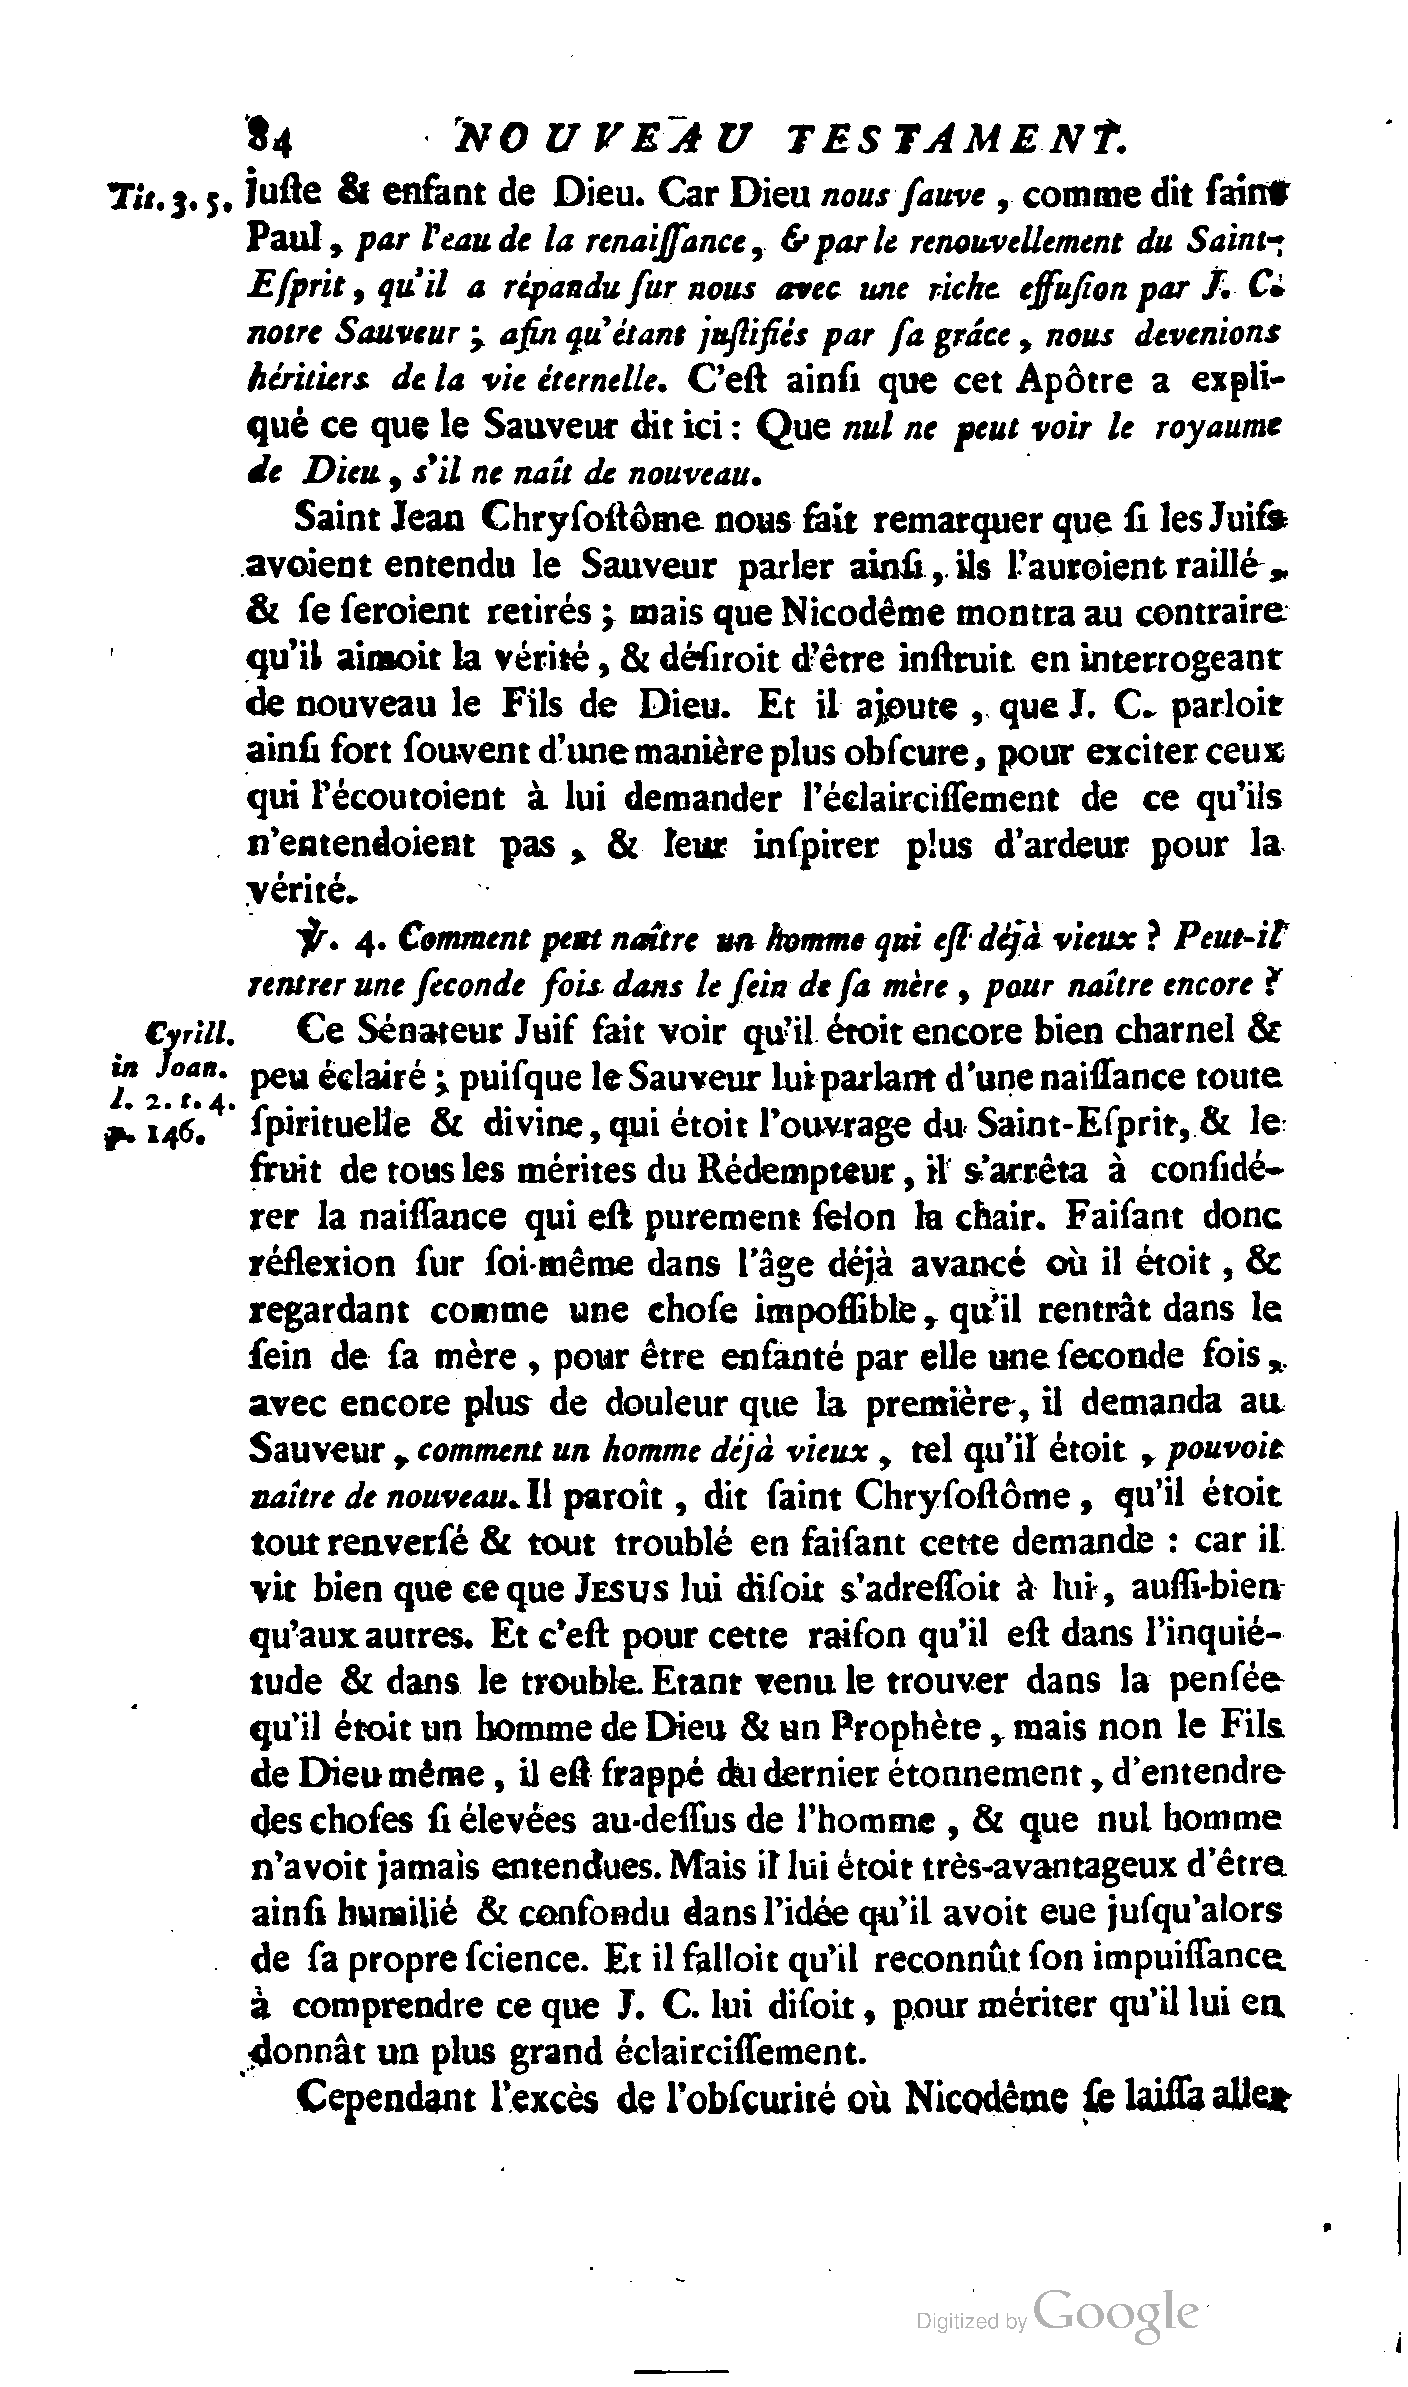 84 NOUVEAU TESTAMENT.
Tit. 3. 5. juſte & enfant de Dieu. Car Dieu nous ſauve, comme dit ſaint
Paul, par l'eau de la renaiſſance, & par le renouvellement du Saint-
Eſprit, qu'il a répandu ſur nous avec une riche effuſion par J. C.
notre Sauveur; afin qu'étant juſtifiés par ſa grâce, nous devenions
héritiers de la vie éternelle. C'eſt ainſi que cet Apôtre a expli-
qué ce que le Sauveur dit ici: Que nul ne peut voir le royaume
de Dieu, s'il ne naît de nouveau.
Saint Jean Chryſoſtôme nous fait remarquer que ſi les Juifs
avoient entendu le Sauveur parler ainſi, ils l'auroient raillé,
& ſe ſeroient retirés; mais que Nicodême montra au contraire
qu'il aimoit la vérité, & déſiroit d'être inſtruit en interrogeant
de nouveau le Fils de Dieu. Et il ajoute, que J. C. parloit
ainſi fort ſouvent d'une manière plus obſcure, pour exciter ceux
qui l'écoutoient à lui demander l'éclairciſſement de ce qu'ils
n'entendoient pas, & leur inſpirer plus d'ardeur pour la
vérité.
℣. 4. Comment peut naître un homme qui eſt déjà vieux? Peut-il
rentrer une ſeconde fois dans le ſein de ſa mère, pour naître encore?
Cyrill. Ce Sénateur Juif fait voir qu'il étoit encore bien charnel &
in Joan. peu éclairé; puiſque le Sauveur lui parlant d'une naiſſance toute
l. 2. t. 4. ſpirituelle & divine, qui étoit l'ouvrage du Saint-Eſprit, & le
p. 146. fruit de tous les mérites du Rédempteur, il s'arrêta à conſidé-
rer la naiſſance qui eſt purement ſelon la chair. Faiſant donc
réflexion ſur ſoi-même dans l'âge déjà avancé où il étoit, &
regardant comme une choſe impoſſible, qu'il rentrât dans le
ſein de ſa mère, pour être enfanté par elle une ſeconde fois,
avec encore plus de douleur que la première, il demanda au
Sauveur, comment un homme déjà vieux, tel qu'il étoit, pouvoit
naître de nouveau. Il paroît, dit ſaint Chryſoſtôme, qu'il étoit
tout renverſé & tout troublé en faiſant cette demande: car il
vit bien que ce que JESUS lui diſoit s'adreſſoit à lui, auſſi-bien
qu'aux autres. Et c'eſt pour cette raiſon qu'il eſt dans l'inquié-
tude & dans le trouble. Etant venu le trouver dans la penſée
qu'il étoit un homme de Dieu & un Prophète, mais non le Fils
de Dieu même, il eſt frappé du dernier étonnement, d'entendre
des choſes ſi élevées au-deſſus de l'homme, & que nul homme
n'avoit jamais entendues. Mais il lui étoit très-avantageux d'être
ainſi humilié & confondu dans l'idée qu'il avoit eue juſqu'alors
de ſa propre ſcience. Et il falloit qu'il reconnût ſon impuiſſance
à comprendre ce que J. C. lui diſoit, pour mériter qu'il lui en
donnât un plus grand éclairciſſement.
Cependant l'excès de l'obſcurité où Nicodême ſe laiſſa aller
Digitized by Google